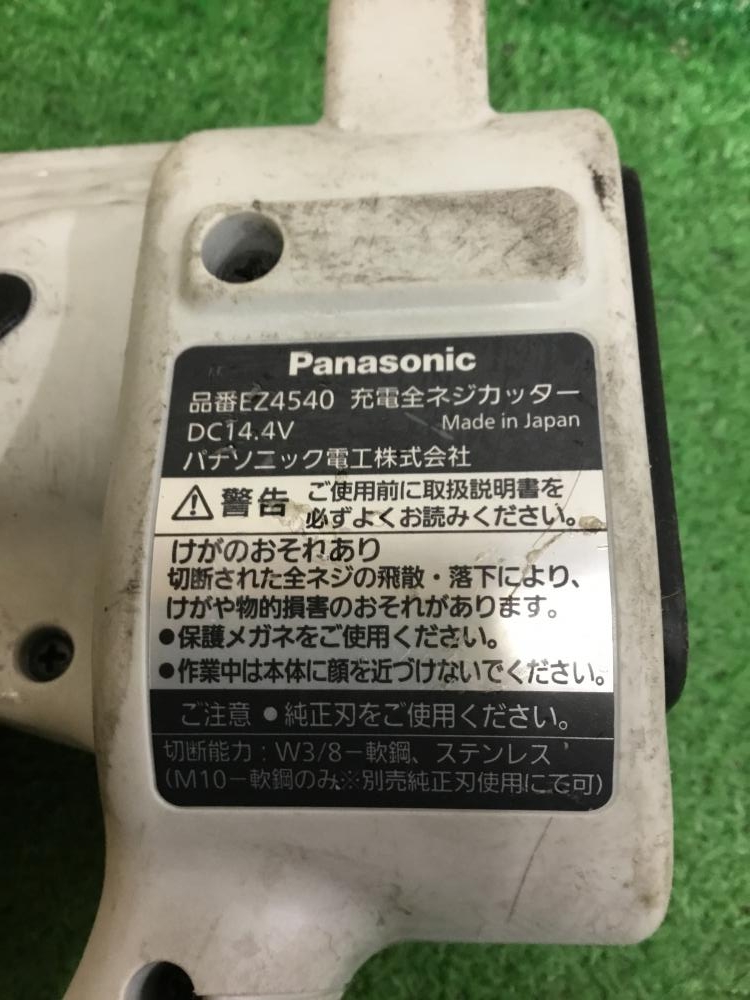 Panasonic
品番EZ4540 充電全ネジカッター
DC14.4V Made in Japan
パナソニック電工株式会社
警告 ご使用前に取扱説明書を
必ずよくお読みください。
けがのおそれあり
切断された全ネジの飛散・落下により、
けがや物的損害のおそれがあります。
●保護メガネをご使用ください。
●作業中は本体に顔を近づけないでください。
ご注意 ●純正刃をご使用ください。
切断能力:W3/8−軟鋼、ステンレス
(M10−軟鋼のみ※別売純正刃使用にて可)